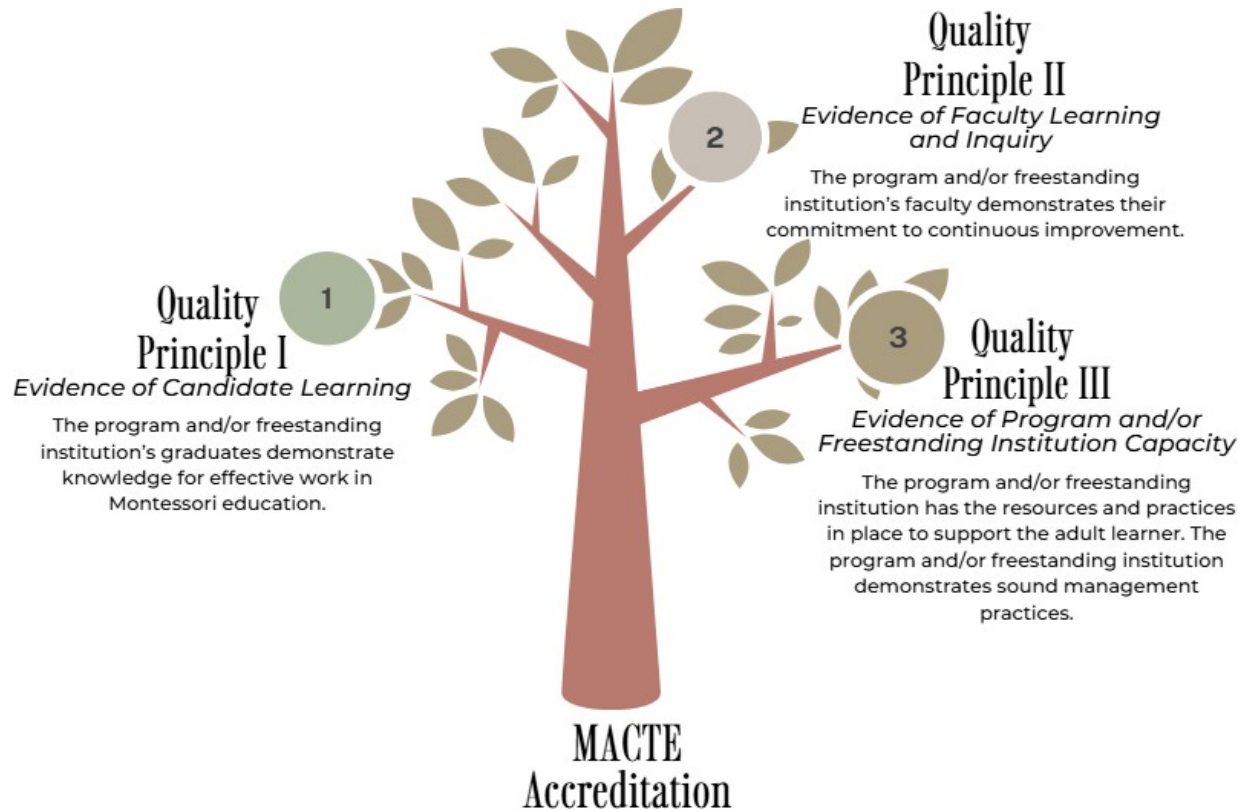 1
Quality
Principle I
Evidence of Candidate Learning
The program and/or freestanding
institution’s graduates demonstrate
knowledge for effective work in
Montessori education.
2
Quality
Principle II
Evidence of Faculty Learning
and Inquiry
The program and/or freestanding
institution’s faculty demonstrates their
commitment to continuous improvement.
3
Quality
Principle III
Evidence of Program and/or
Freestanding Institution Capacity
The program and/or freestanding
institution has the resources and practices
in place to support the adult learner. The
program and/or freestanding institution
demonstrates sound management
practices.
MACTE
Accreditation